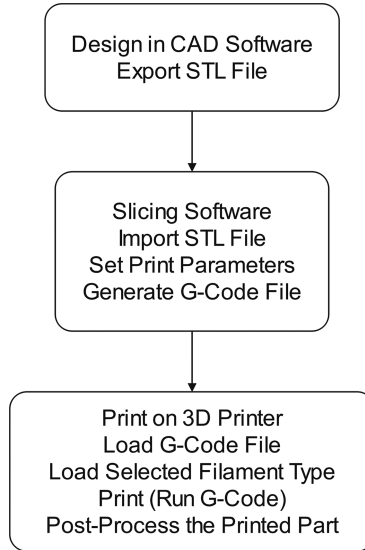 Design in CAD Software
Export STL File
Slicing Software
Import STL File
Set Print Parameters
Generate G-Code File
Print on 3D Printer
Load G-Code File
Load Selected Filament Type
Print (Run G-Code)
Post-Process the Printed Part